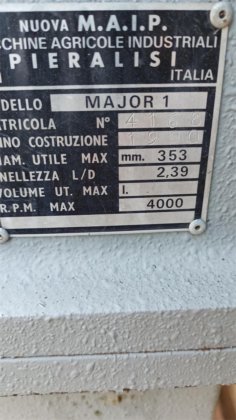 NUOVA M.A.I.P.
CCHINE AGRICOLE INDUSTRIALI
PIERALISI
ITALIA
DELLO MAJOR 1
ATRICOLA N°
NO COSTRUZIONE
AM. UTILE MAX mm. 353
NELLEZZA L/D 2,39
VOLUME UT. MAX l.
R.P.M. MAX 4000